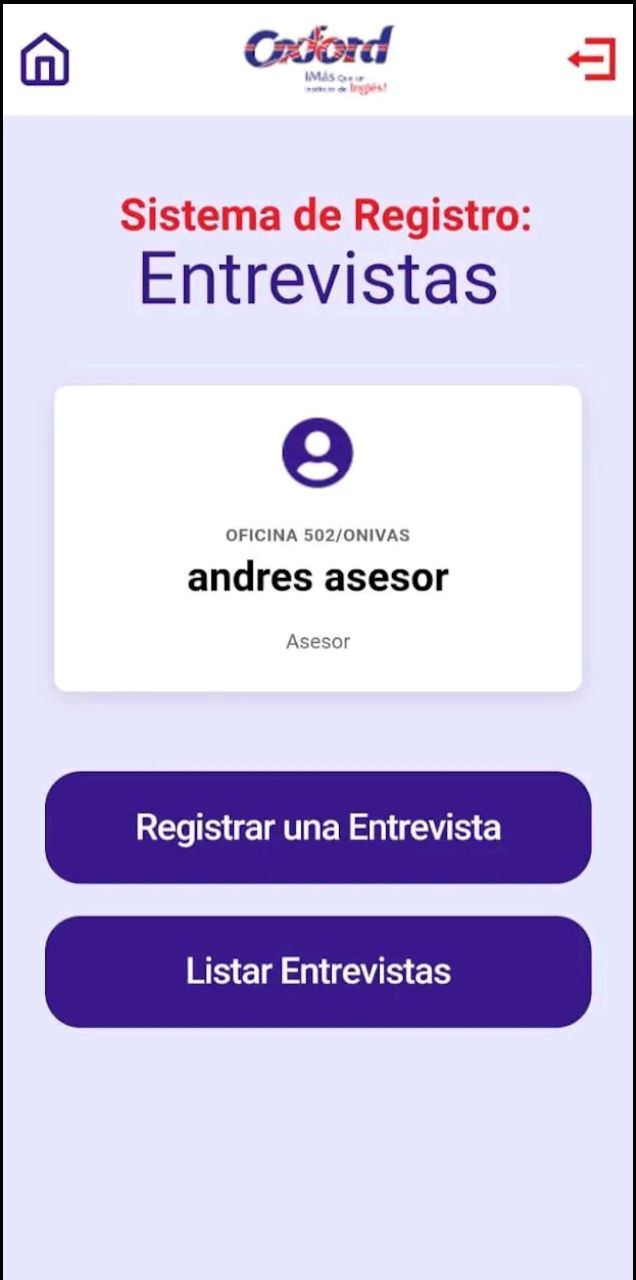 Oxford
¡Más Que un
Instituto de Inglés!
Sistema de Registro:
Entrevistas
OFICINA 502/ONIVAS
andres asesor
Asesor
Registrar una Entrevista
Listar Entrevistas